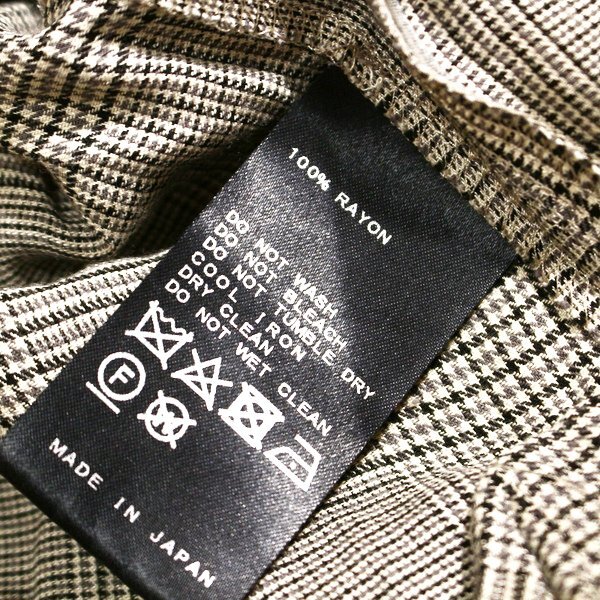 100% RAYON
DO NOT WASH
DO NOT BLEACH
DO NOT TUMBLE DRY
COOL IRON
DRY CLEAN
DO NOT WET CLEAN
F
W
MADE IN JAPAN